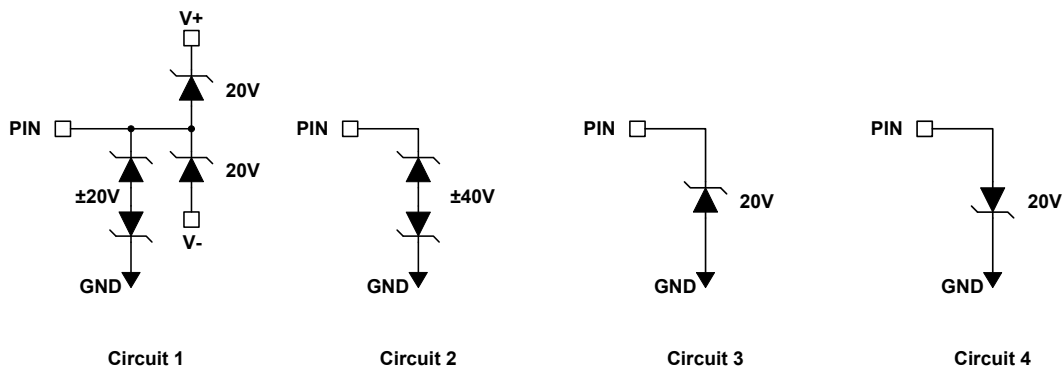 V+
20V
PIN
±20V
20V
V-
GND
Circuit 1
PIN
±40V
GND
Circuit 2
PIN
20V
GND
Circuit 3
PIN
20V
GND
Circuit 4